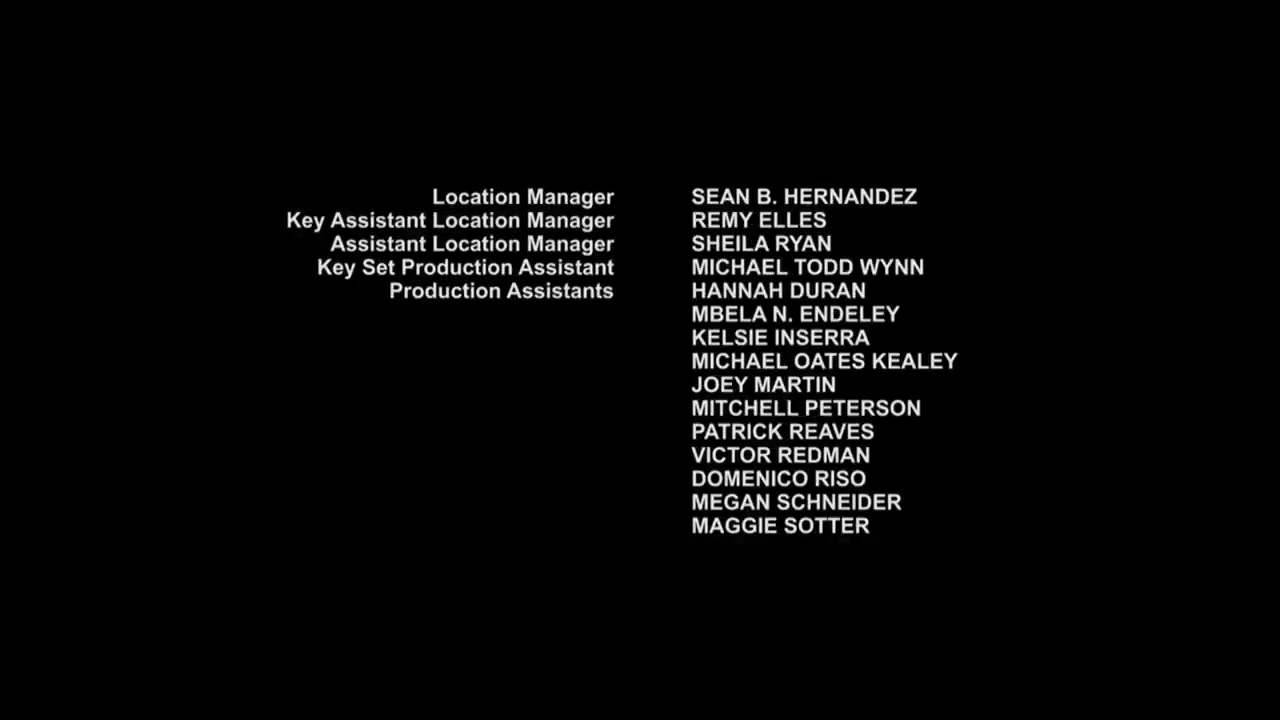 Location Manager SEAN B. HERNANDEZ
Key Assistant Location Manager REMY ELLES
Assistant Location Manager SHEILA RYAN
Key Set Production Assistant MICHAEL TODD WYNN
Production Assistants HANNAH DURAN
MBELA N. ENDELEY
KELSIE INSERRA
MICHAEL OATES KEALEY
JOEY MARTIN
MITCHELL PETERSON
PATRICK REAVES
VICTOR REDMAN
DOMENICO RISO
MEGAN SCHNEIDER
MAGGIE SOTTER